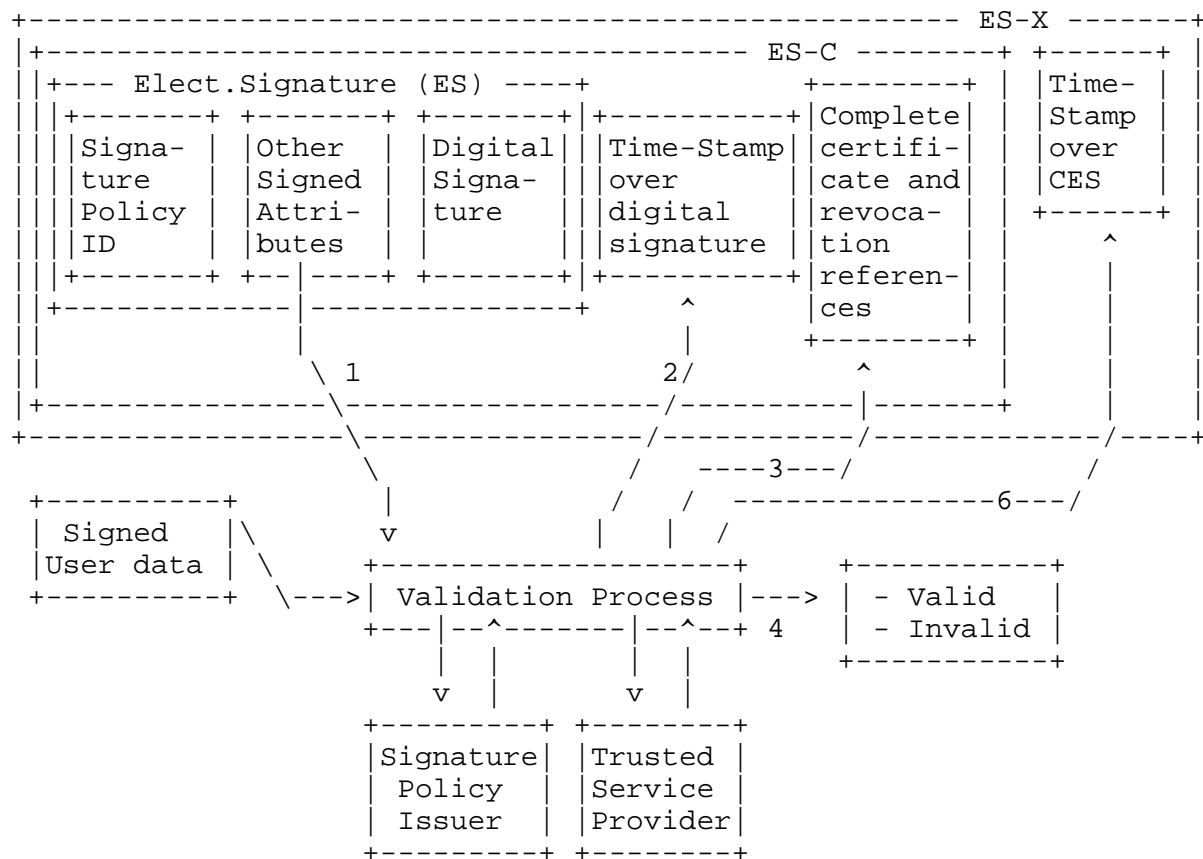 ES-X
ES-C
Elect.Signature (ES)
Signa-
ture
Policy
ID
Other
Signed
Attri-
butes
Digital
Signa-
ture
Time-Stamp
over
digital
signature
Complete
certifi-
cate and
revoca-
tion
referen-
ces
Time-
Stamp
over
CES
1
2
3
6
Signed
User data
Validation Process
4
- Valid
- Invalid
Signature
Policy
Issuer
Trusted
Service
Provider